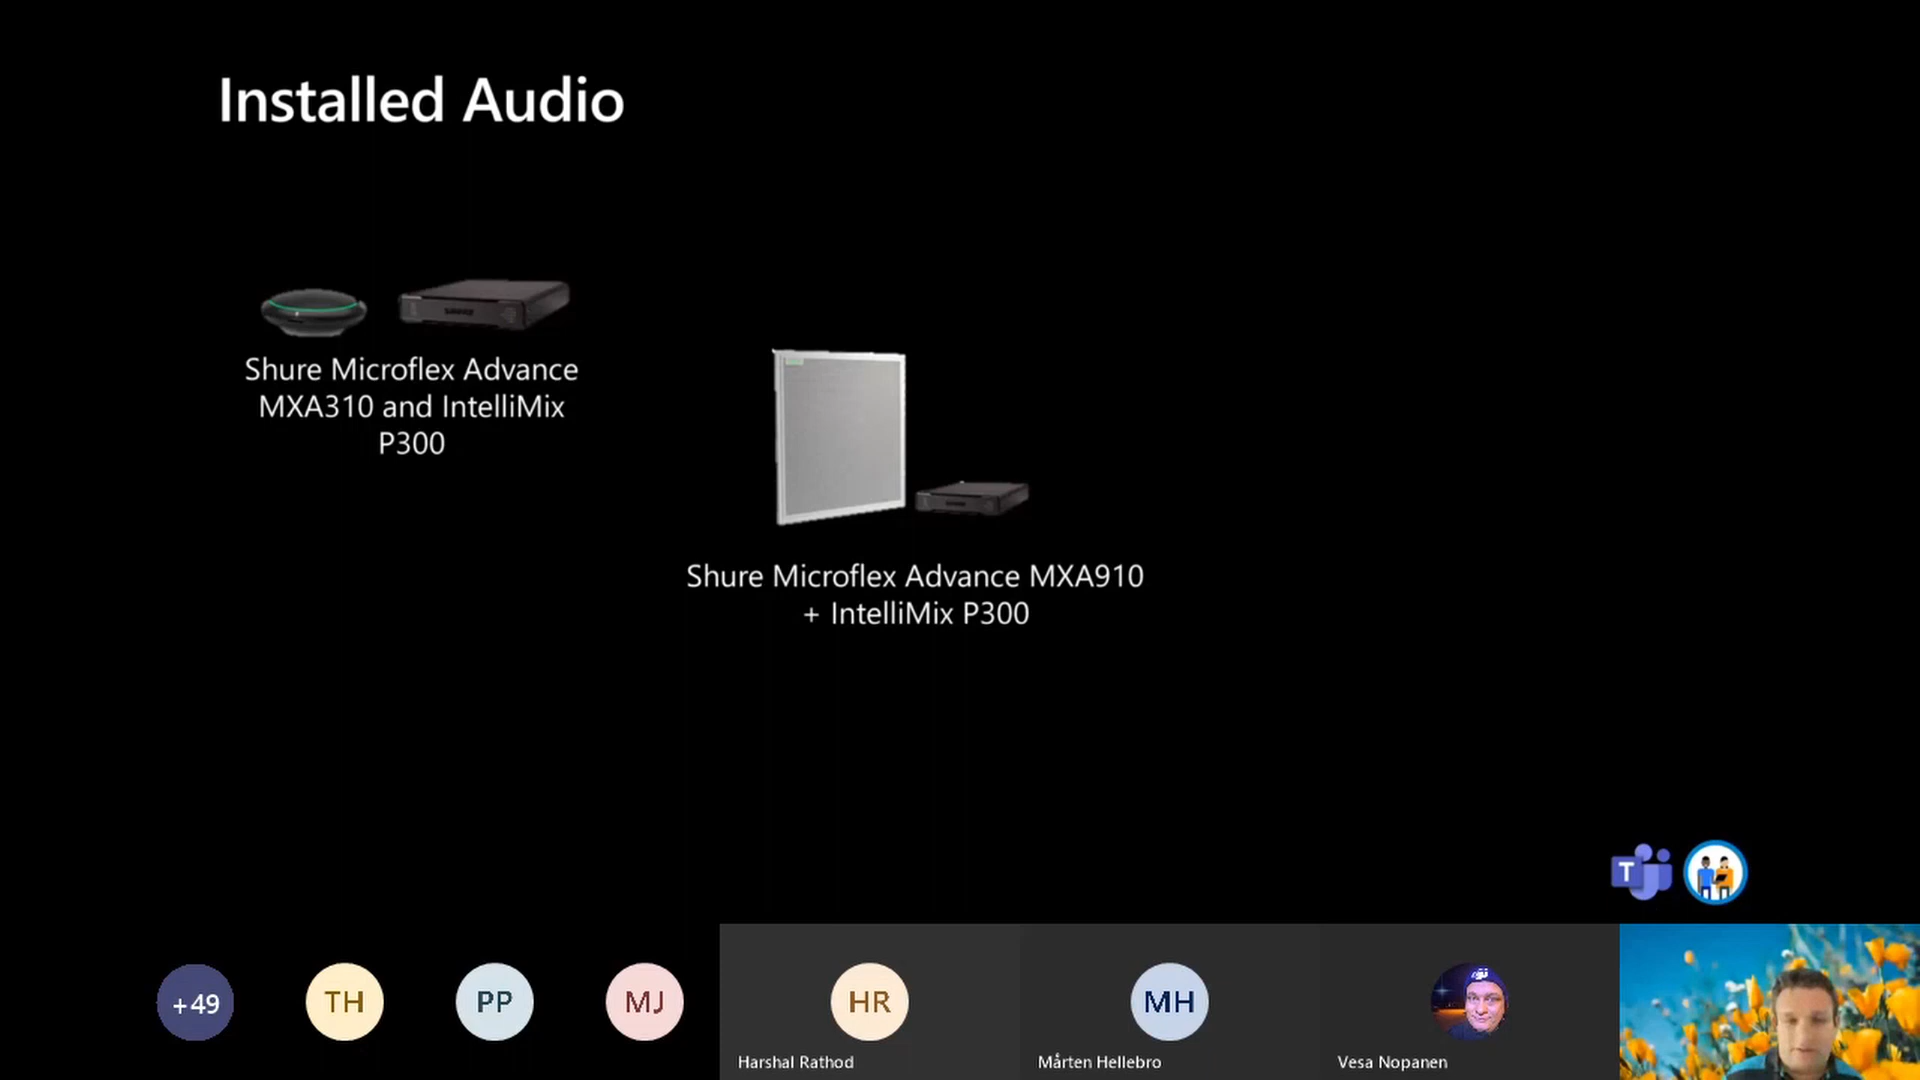 Installed Audio
Shure Microflex Advance
MXA310 and IntelliMix
P300
Shure Microflex Advance MXA910
+ IntelliMix P300
T
+49
TH
PP
MJ
HR
MH
Harshal Rathod
Mårten Hellebro
Vesa Nopanen